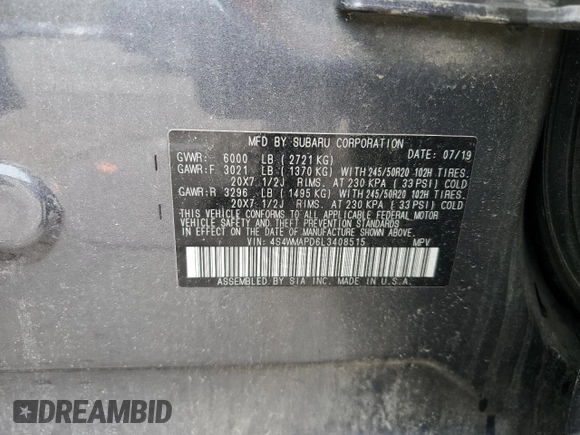 MFD BY SUBARU CORPORATION
GVWR: 6000 LB ( 2721 KG) DATE: 07/19
GAWR:F 3021 LB ( 1370 KG) WITH 245/50R20 102H TIRES.
20X7 1/2J RIMS. AT 230 KPA ( 33 PSI) COLD
GAWR:R 3296 LB ( 1495 KG) WITH 245/50R20 102H TIRES.
20X7 1/2J RIMS. AT 230 KPA ( 33 PSI) COLD
THIS VEHICLE CONFORMS TO ALL APPLICABLE FEDERAL MOTOR
VEHICLE SAFETY AND THEFT PREVENTION STANDARDS IN
EFFECT ON THE DATE OF MANUFACTURE SHOWN ABOVE.
VIN: 4S4WMAPD6L3408515 MPV
ASSEMBLED BY SIA INC. MADE IN U.S.A.
DREAMBID